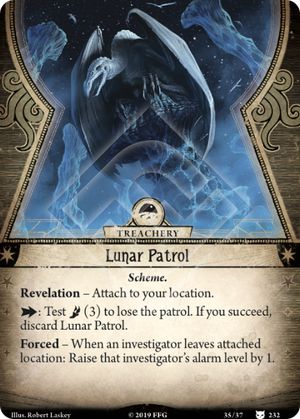 TREACHERY
Lunar Patrol
Scheme.
Revelation – Attach to your location.
: Test (3) to lose the patrol. If you succeed,
discard Lunar Patrol.
Forced – When an investigator leaves attached
location: Raise that investigator's alarm level by 1.
Illus. Robert Laskey © 2019 FFG 35/37 232